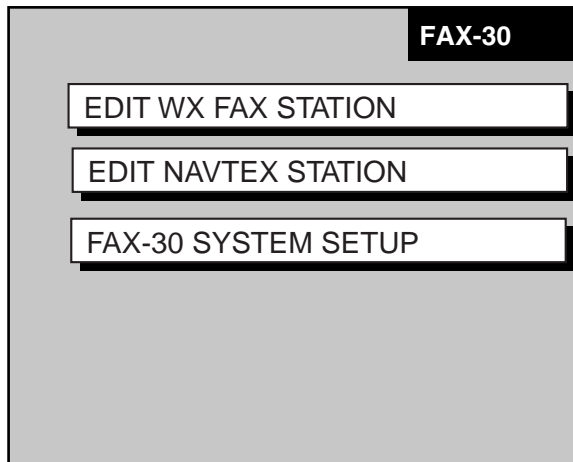 FAX-30
EDIT WX FAX STATION
EDIT NAVTEX STATION
FAX-30 SYSTEM SETUP